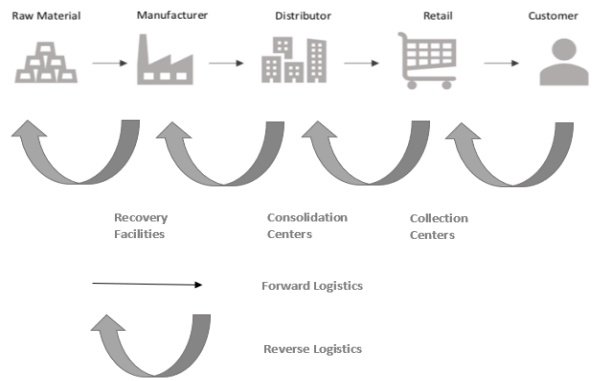 Raw Material Manufacturer Distributor Retail Customer
Recovery Consolidation Collection
Facilities Centers Centers
Forward Logistics
Reverse Logistics